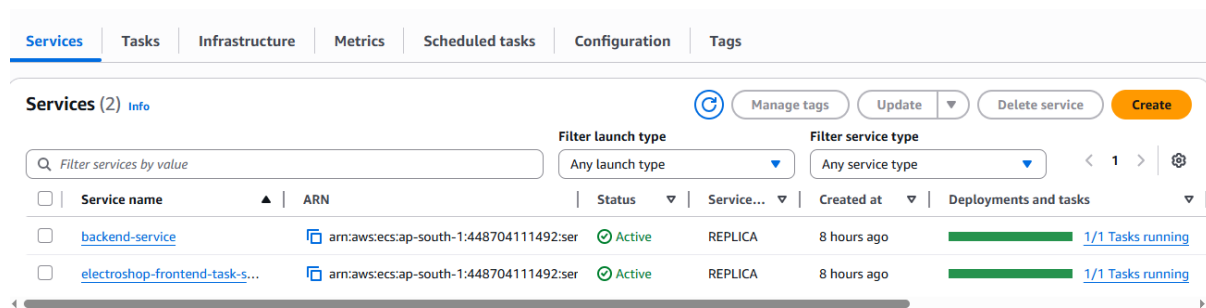 Services Tasks Infrastructure Metrics Scheduled tasks Configuration Tags
Services (2) Info Manage tags Update Delete service Create
Filter launch type Filter service type
Filter services by value Any launch type Any service type 1
Service name ARN Status Service... Created at Deployments and tasks
backend-service arn:aws:ecs:ap-south-1:448704111492:ser Active REPLICA 8 hours ago 1/1 Tasks running
electroshop-frontend-task-s... arn:aws:ecs:ap-south-1:448704111492:ser Active REPLICA 8 hours ago 1/1 Tasks running